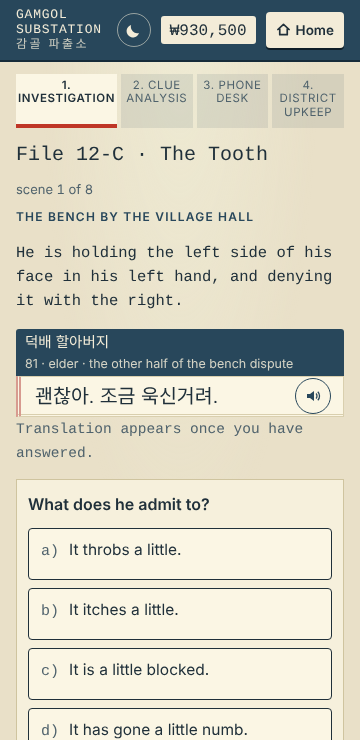 GAMGOL
SUBSTATION
감골 파출소
₩930,500
Home
1.
INVESTIGATION
2. CLUE
ANALYSIS
3. PHONE
DESK
4.
DISTRICT
UPKEEP
File 12-C · The Tooth
scene 1 of 8
THE BENCH BY THE VILLAGE HALL
He is holding the left side of his
face in his left hand, and denying
it with the right.
덕배 할아버지
81 · elder · the other half of the bench dispute
괜찮아. 조금 욱신거려.
Translation appears once you have
answered.
What does he admit to?
a) It throbs a little.
b) It itches a little.
c) It is a little blocked.
d) It has gone a little numb.